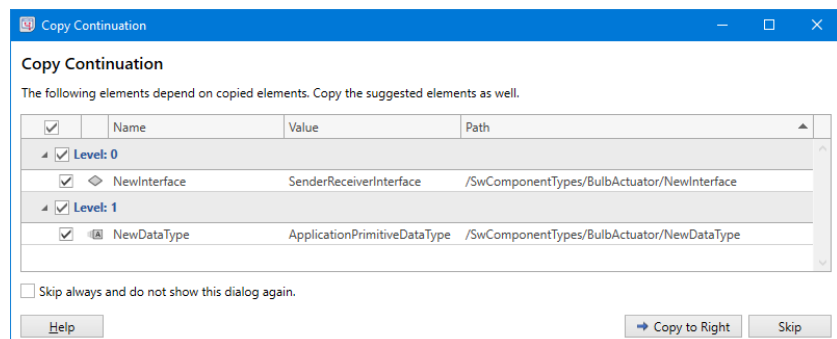 Copy Continuation
Copy Continuation
The following elements depend on copied elements. Copy the suggested elements as well.
Name Value Path
Level: 0
NewInterface SenderReceiverInterface /SwComponentTypes/BulbActuator/NewInterface
Level: 1
NewDataType ApplicationPrimitiveDataType /SwComponentTypes/BulbActuator/NewDataType
Skip always and do not show this dialog again.
Help Copy to Right Skip